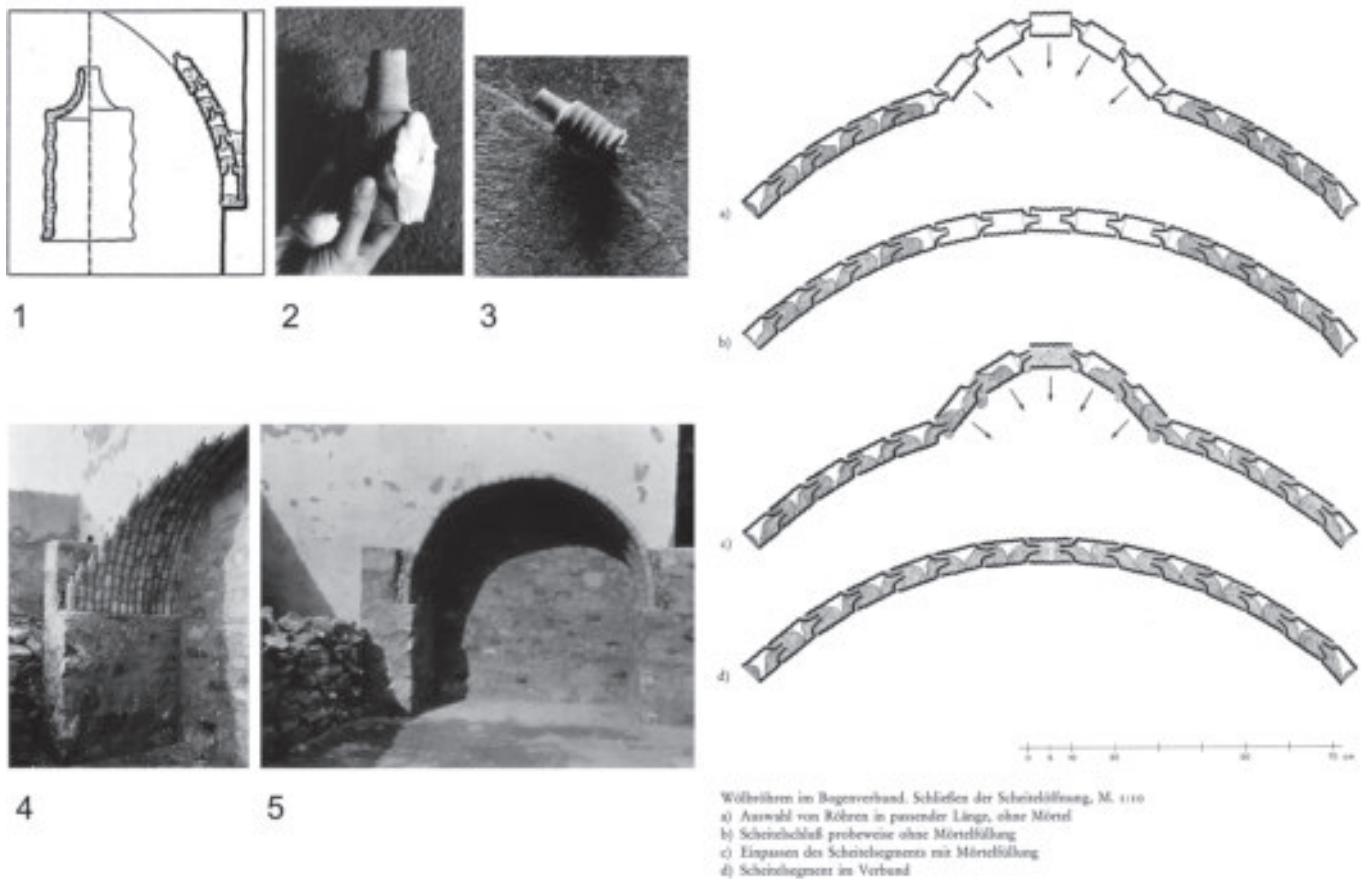 1
2
3
4
5
a)
b)
c)
d)
Wölbröhren im Bogenverband. Schließen der Scheitelöffnung, M. 1:10
a) Auswahl von Röhren in passender Länge, ohne Mörtel
b) Scheitelschluß probeweise ohne Mörtelfüllung
c) Einpassen des Scheitelsegments mit Mörtelfüllung
d) Scheitelsegment im Verband